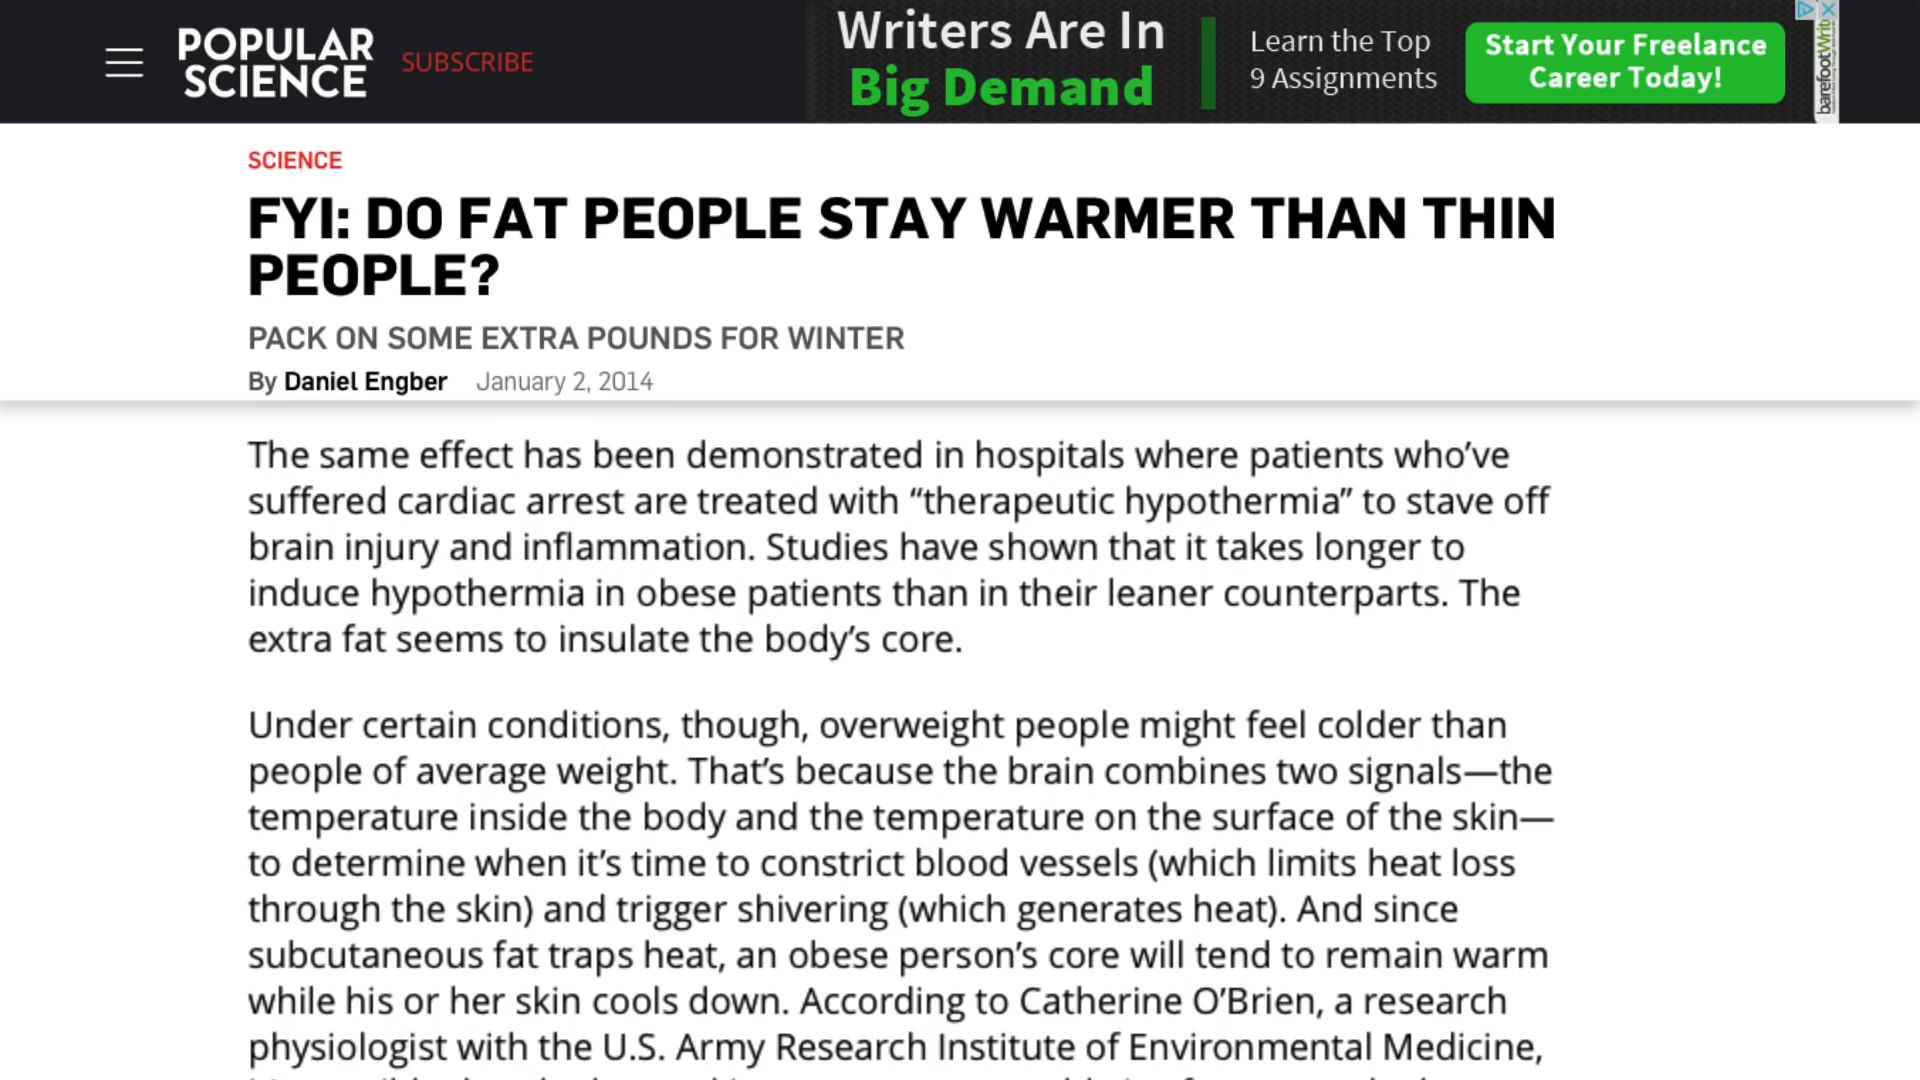 POPULAR
SCIENCE
SUBSCRIBE
Writers Are In
Big Demand
Learn the Top
9 Assignments
Start Your Freelance
Career Today!
SCIENCE
FYI: DO FAT PEOPLE STAY WARMER THAN THIN
PEOPLE?
PACK ON SOME EXTRA POUNDS FOR WINTER
By Daniel Engber January 2, 2014
The same effect has been demonstrated in hospitals where patients who’ve
suffered cardiac arrest are treated with “therapeutic hypothermia” to stave off
brain injury and inflammation. Studies have shown that it takes longer to
induce hypothermia in obese patients than in their leaner counterparts. The
extra fat seems to insulate the body’s core.
Under certain conditions, though, overweight people might feel colder than
people of average weight. That’s because the brain combines two signals—the
temperature inside the body and the temperature on the surface of the skin—
to determine when it’s time to constrict blood vessels (which limits heat loss
through the skin) and trigger shivering (which generates heat). And since
subcutaneous fat traps heat, an obese person’s core will tend to remain warm
while his or her skin cools down. According to Catherine O’Brien, a research
physiologist with the U.S. Army Research Institute of Environmental Medicine,